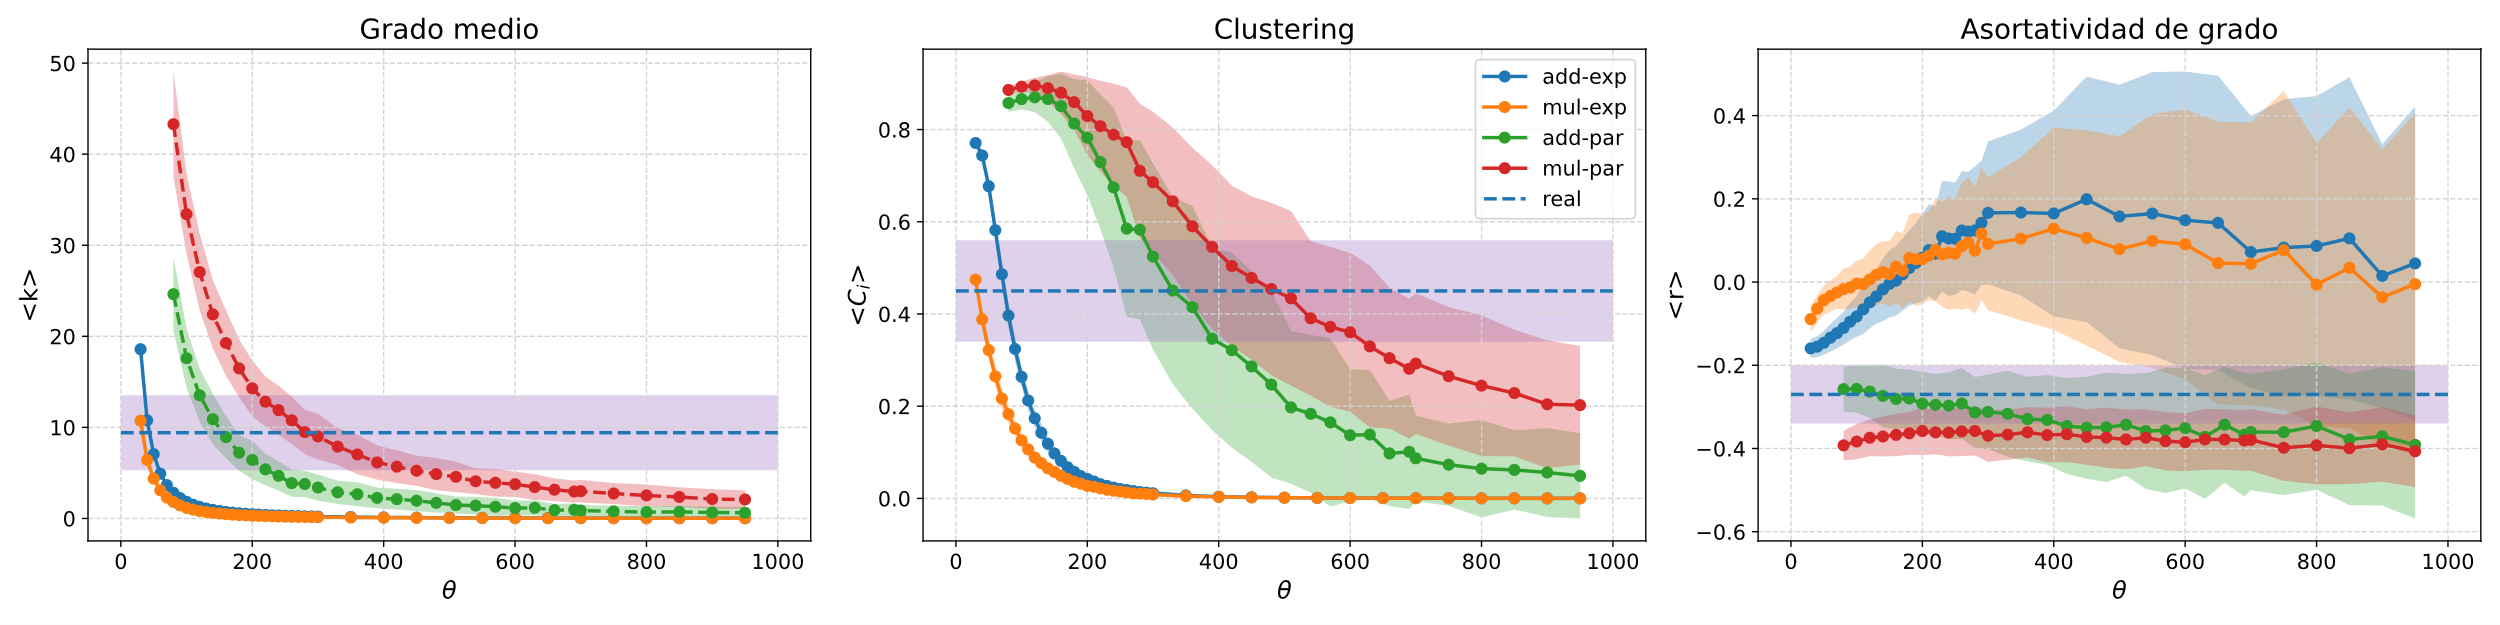 Grado medio
50
40
30
20
10
0
<k>
0 200 400 600 800 1000
θ
Clustering
0.8
0.6
0.4
0.2
0.0
<C_i>
0 200 400 600 800 1000
θ
add-exp
mul-exp
add-par
mul-par
real
Asortatividad de grado
0.4
0.2
0.0
−0.2
−0.4
−0.6
<r>
0 200 400 600 800 1000
θ